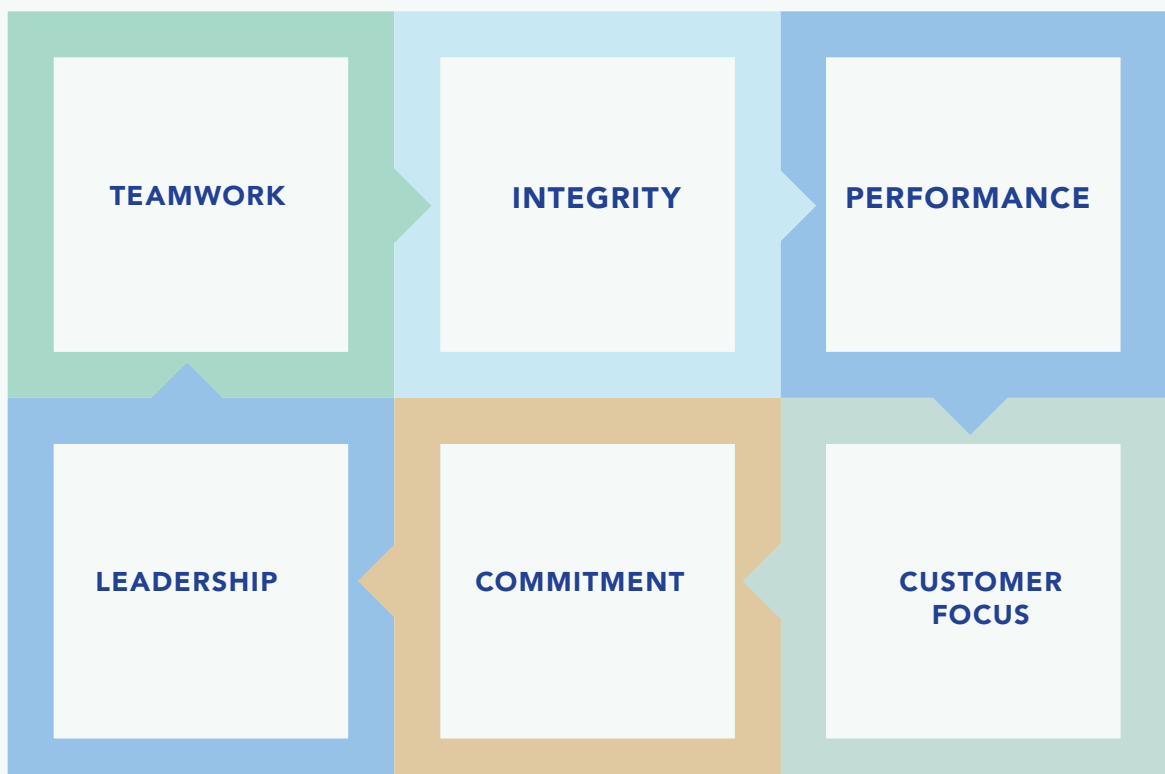 TEAMWORK
INTEGRITY
PERFORMANCE
LEADERSHIP
COMMITMENT
CUSTOMER
FOCUS